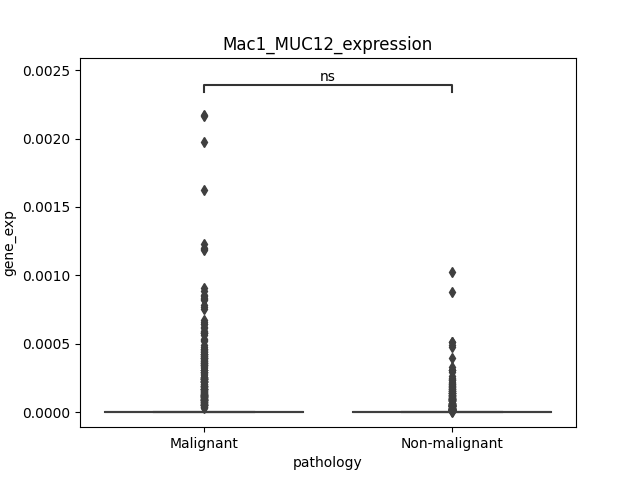 Mac1_MUC12_expression
ns
0.0025
0.0020
0.0015
0.0010
0.0005
0.0000
gene_exp
Malignant
Non-malignant
pathology